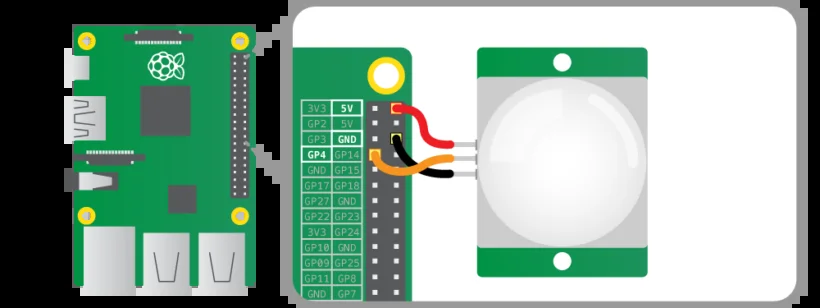 3V3 5V
GP2 5V
GP3 GND
GP4 GP14
GND GP15
GP17 GP18
GP27 GND
GP22 GP23
3V3 GP24
GP10 GND
GP09 GP25
GP11 GP8
GND GP7